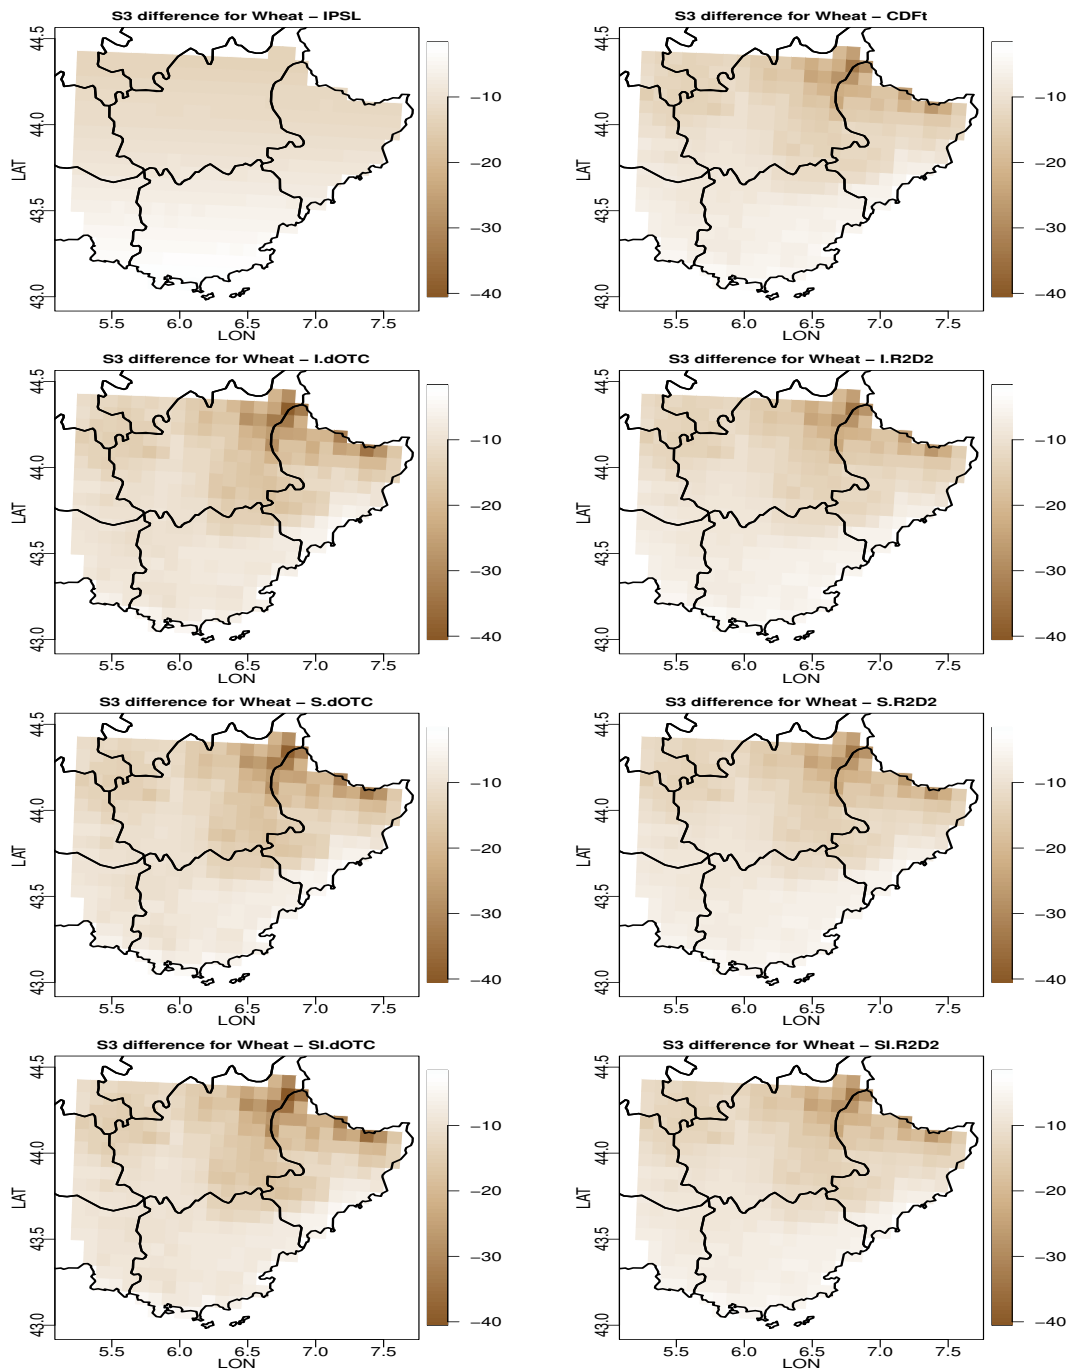 S3 difference for Wheat – IPSL
44.5
44.0
43.5
43.0
LAT
5.5 6.0 6.5 7.0 7.5
LON
−10
−20
−30
−40
S3 difference for Wheat – CDFt
44.5
44.0
43.5
43.0
LAT
5.5 6.0 6.5 7.0 7.5
LON
−10
−20
−30
−40
S3 difference for Wheat – I.dOTC
44.5
44.0
43.5
43.0
LAT
5.5 6.0 6.5 7.0 7.5
LON
−10
−20
−30
−40
S3 difference for Wheat – I.R2D2
44.5
44.0
43.5
43.0
LAT
5.5 6.0 6.5 7.0 7.5
LON
−10
−20
−30
−40
S3 difference for Wheat – S.dOTC
44.5
44.0
43.5
43.0
LAT
5.5 6.0 6.5 7.0 7.5
LON
−10
−20
−30
−40
S3 difference for Wheat – S.R2D2
44.5
44.0
43.5
43.0
LAT
5.5 6.0 6.5 7.0 7.5
LON
−10
−20
−30
−40
S3 difference for Wheat – SI.dOTC
44.5
44.0
43.5
43.0
LAT
5.5 6.0 6.5 7.0 7.5
LON
−10
−20
−30
−40
S3 difference for Wheat – SI.R2D2
44.5
44.0
43.5
43.0
LAT
5.5 6.0 6.5 7.0 7.5
LON
−10
−20
−30
−40